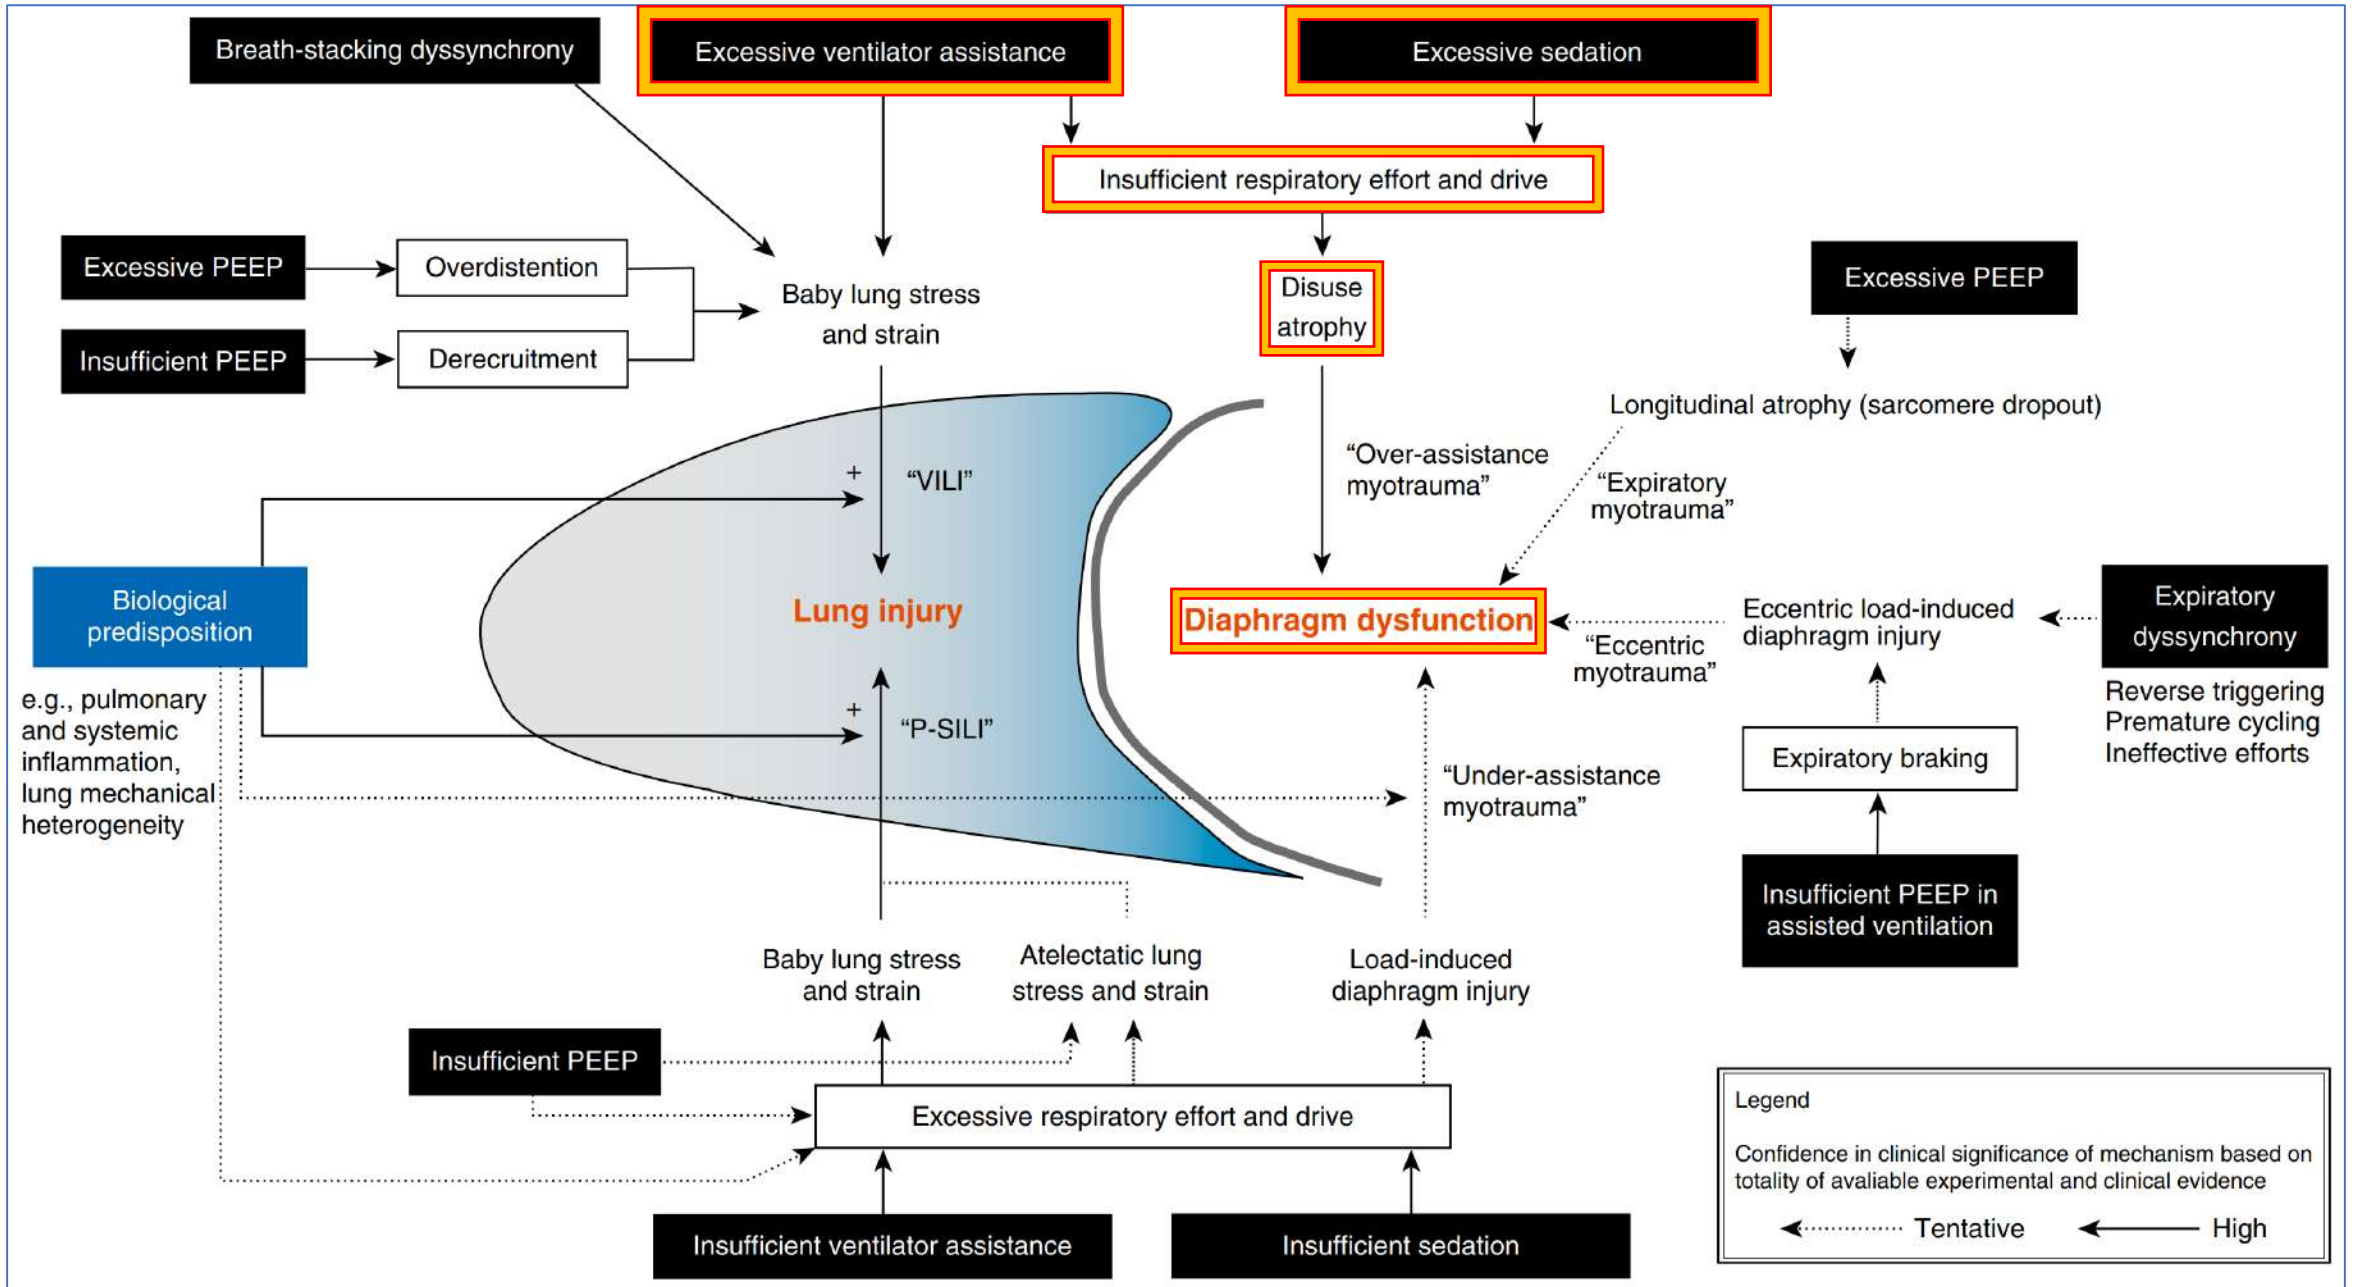 Breath-stacking dyssynchrony
Excessive ventilator assistance
Excessive sedation
Insufficient respiratory effort and drive
Excessive PEEP
Overdistention
Insufficient PEEP
Derecruitment
Baby lung stress
and strain
Disuse
atrophy
Excessive PEEP
Longitudinal atrophy (sarcomere dropout)
+
“VILI”
“Over-assistance
myotrauma”
“Expiratory
myotrauma”
Biological
predisposition
e.g., pulmonary
and systemic
inflammation,
lung mechanical
heterogeneity
Lung injury
Diaphragm dysfunction
Eccentric load-induced
diaphragm injury
“Eccentric
myotrauma”
Expiratory
dyssynchrony
Reverse triggering
Premature cycling
Ineffective efforts
+
“P-SILI”
Expiratory braking
“Under-assistance
myotrauma”
Insufficient PEEP in
assisted ventilation
Baby lung stress
and strain
Atelectatic lung
stress and strain
Load-induced
diaphragm injury
Insufficient PEEP
Excessive respiratory effort and drive
Insufficient ventilator assistance
Insufficient sedation
Legend
Confidence in clinical significance of mechanism based on
totality of avaliable experimental and clinical evidence
Tentative
High